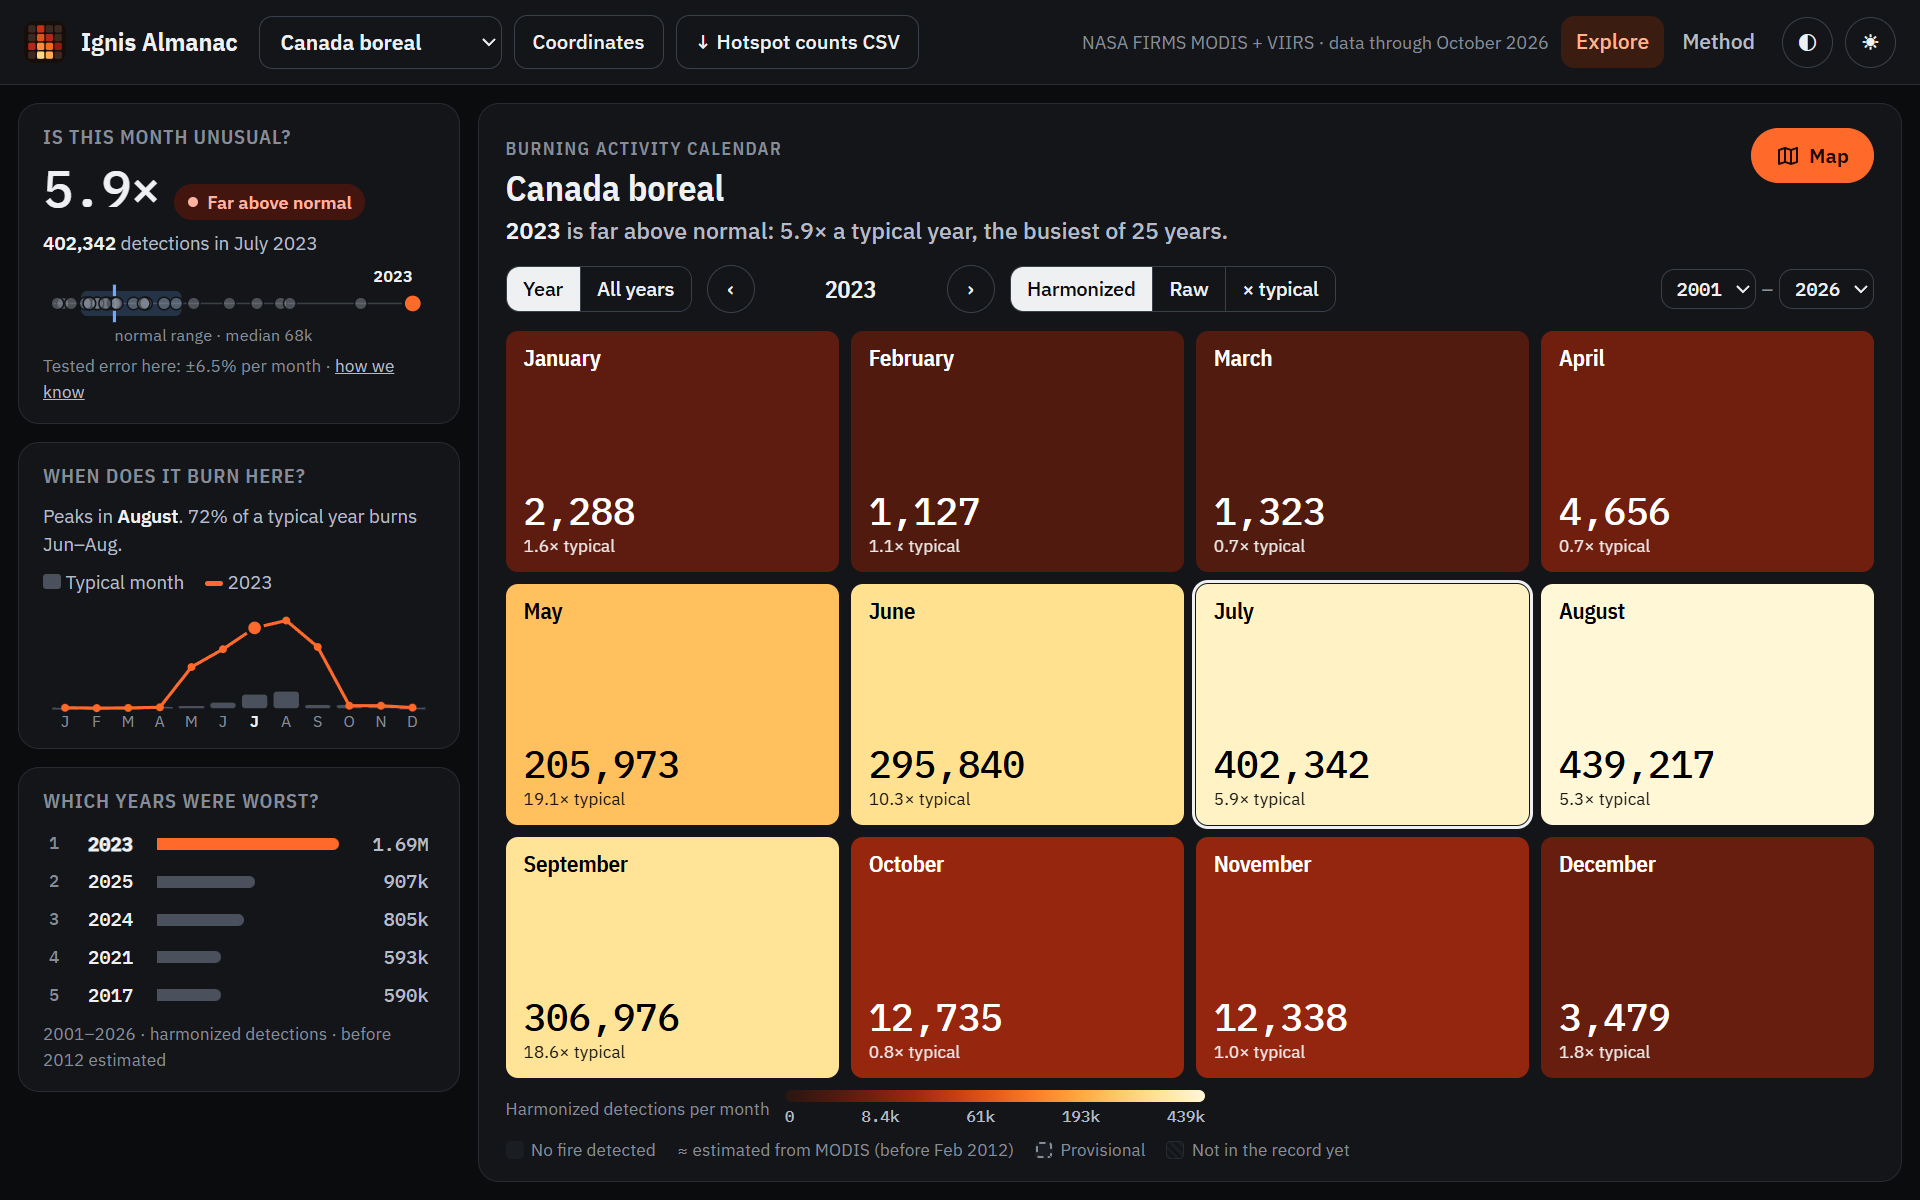 Ignis Almanac
Canada boreal
Coordinates
↓ Hotspot counts CSV
NASA FIRMS MODIS + VIIRS · data through October 2026
Explore
Method
IS THIS MONTH UNUSUAL?
5.9×
Far above normal
402,342 detections in July 2023
2023
normal range · median 68k
Tested error here: ±6.5% per month · how we
know
WHEN DOES IT BURN HERE?
Peaks in August. 72% of a typical year burns
Jun–Aug.
Typical month
2023
J F M A M J J A S O N D
WHICH YEARS WERE WORST?
1 2023 1.69M
2 2025 907k
3 2024 805k
4 2021 593k
5 2017 590k
2001–2026 · harmonized detections · before
2012 estimated
BURNING ACTIVITY CALENDAR
Canada boreal
2023 is far above normal: 5.9× a typical year, the busiest of 25 years.
Map
Year
All years
‹
2023
›
Harmonized
Raw
× typical
2001 – 2026
January
2,288
1.6× typical
February
1,127
1.1× typical
March
1,323
0.7× typical
April
4,656
0.7× typical
May
205,973
19.1× typical
June
295,840
10.3× typical
July
402,342
5.9× typical
August
439,217
5.3× typical
September
306,976
18.6× typical
October
12,735
0.8× typical
November
12,338
1.0× typical
December
3,479
1.8× typical
Harmonized detections per month
0 8.4k 61k 193k 439k
No fire detected
≈ estimated from MODIS (before Feb 2012)
Provisional
Not in the record yet